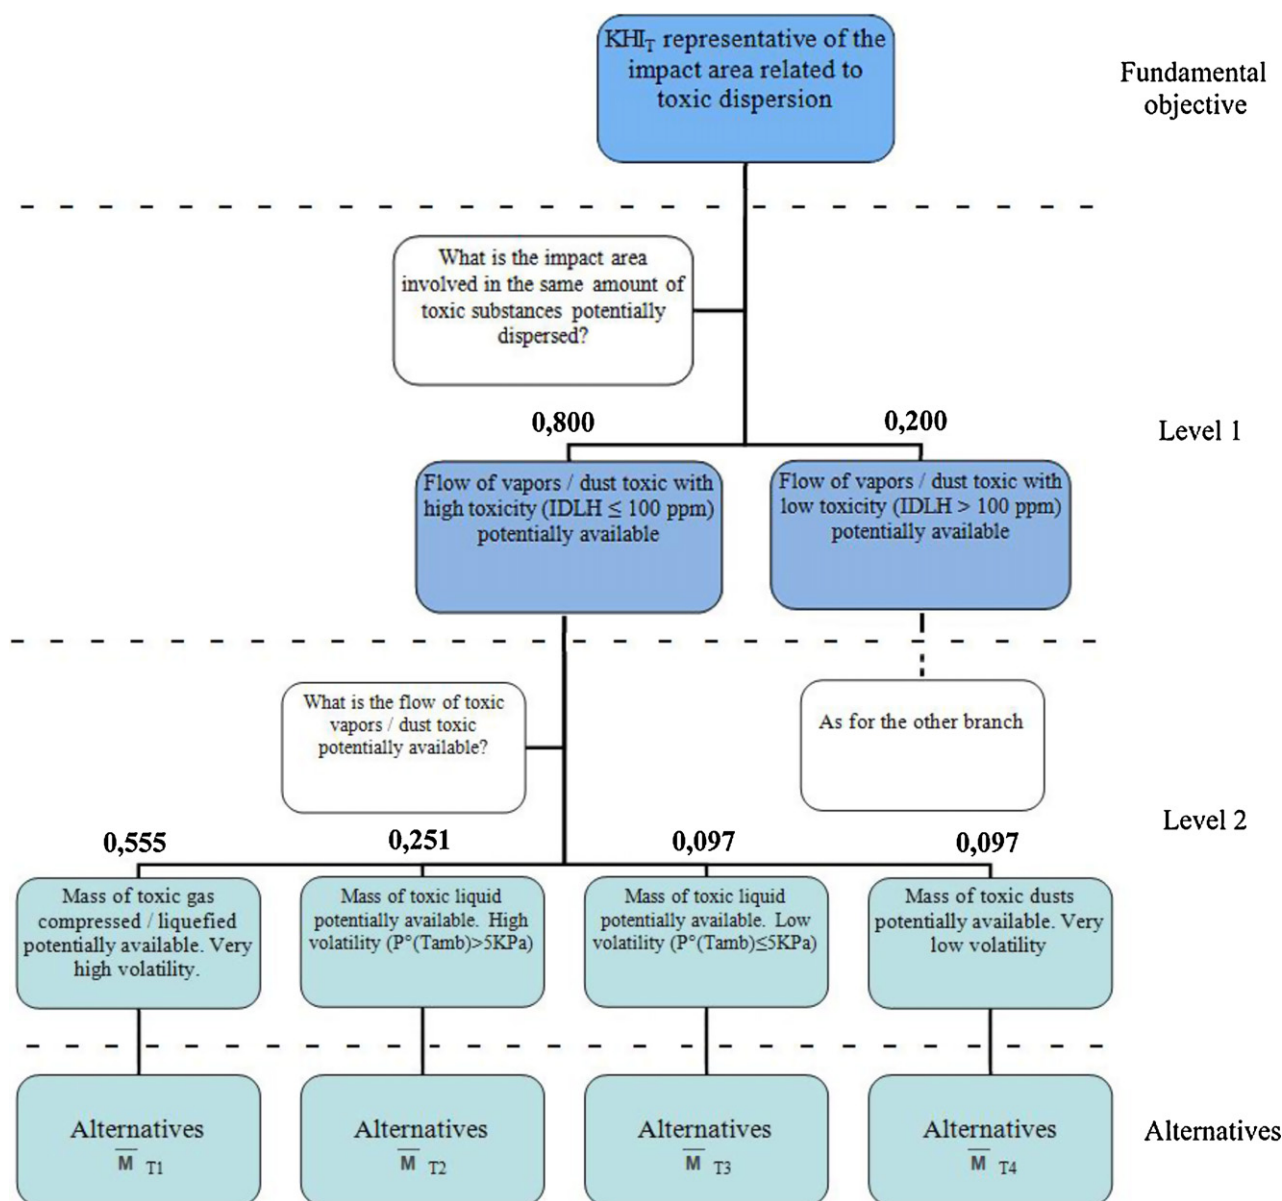 KHI_T representative of the
impact area related to
toxic dispersion
Fundamental
objective
What is the impact area
involved in the same amount of
toxic substances potentially
dispersed?
0,800
0,200
Level 1
Flow of vapors / dust toxic with
high toxicity (IDLH ≤ 100 ppm)
potentially available
Flow of vapors / dust toxic with
low toxicity (IDLH > 100 ppm)
potentially available
What is the flow of toxic
vapors / dust toxic
potentially available?
As for the other branch
Level 2
0,555
0,251
0,097
0,097
Mass of toxic gas
compressed / liquefied
potentially available. Very
high volatility.
Mass of toxic liquid
potentially available. High
volatility (P°(Tamb)>5KPa)
Mass of toxic liquid
potentially available. Low
volatility (P°(Tamb)≤5KPa)
Mass of toxic dusts
potentially available. Very
low volatility
Alternatives
M̅ T1
Alternatives
M̅ T2
Alternatives
M̅ T3
Alternatives
M̅ T4
Alternatives